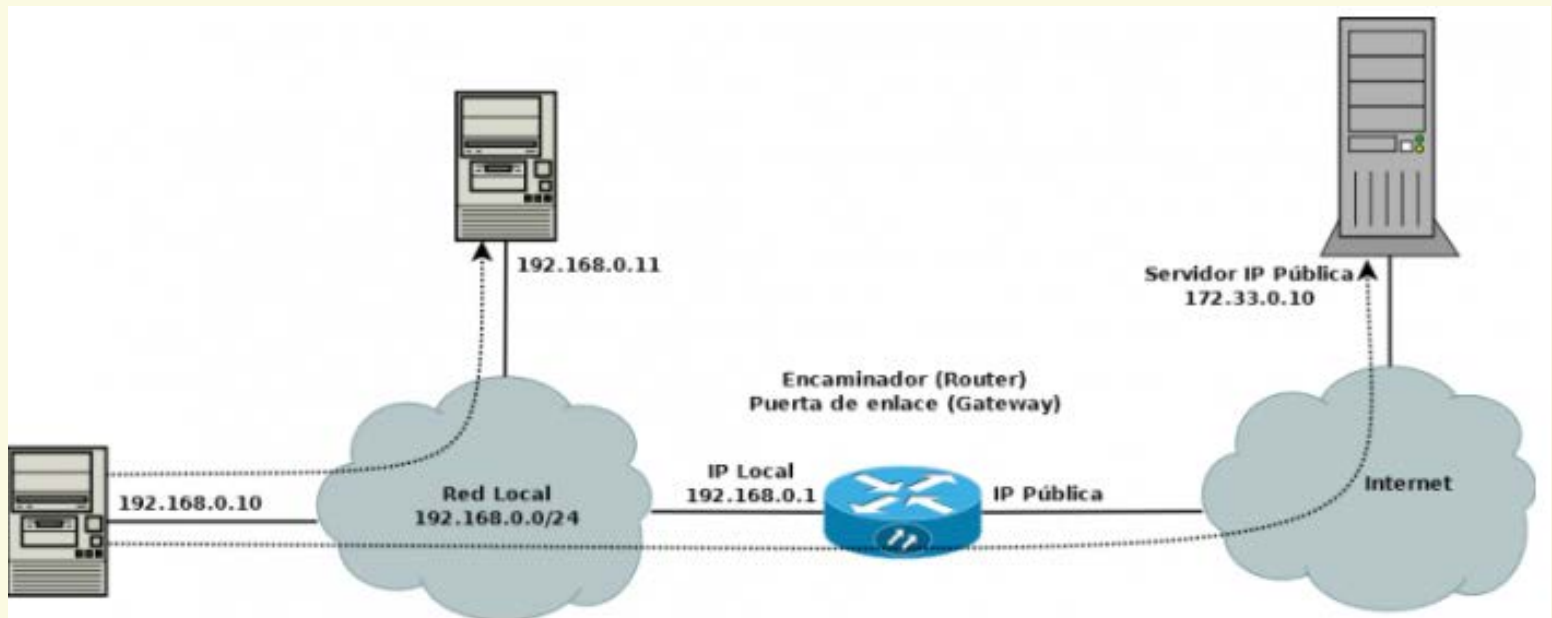 192.168.0.11
Servidor IP Pública
172.33.0.10
Encaminador (Router)
Puerta de enlace (Gateway)
192.168.0.10
Red Local
192.168.0.0/24
IP Local
192.168.0.1
IP Pública
Internet